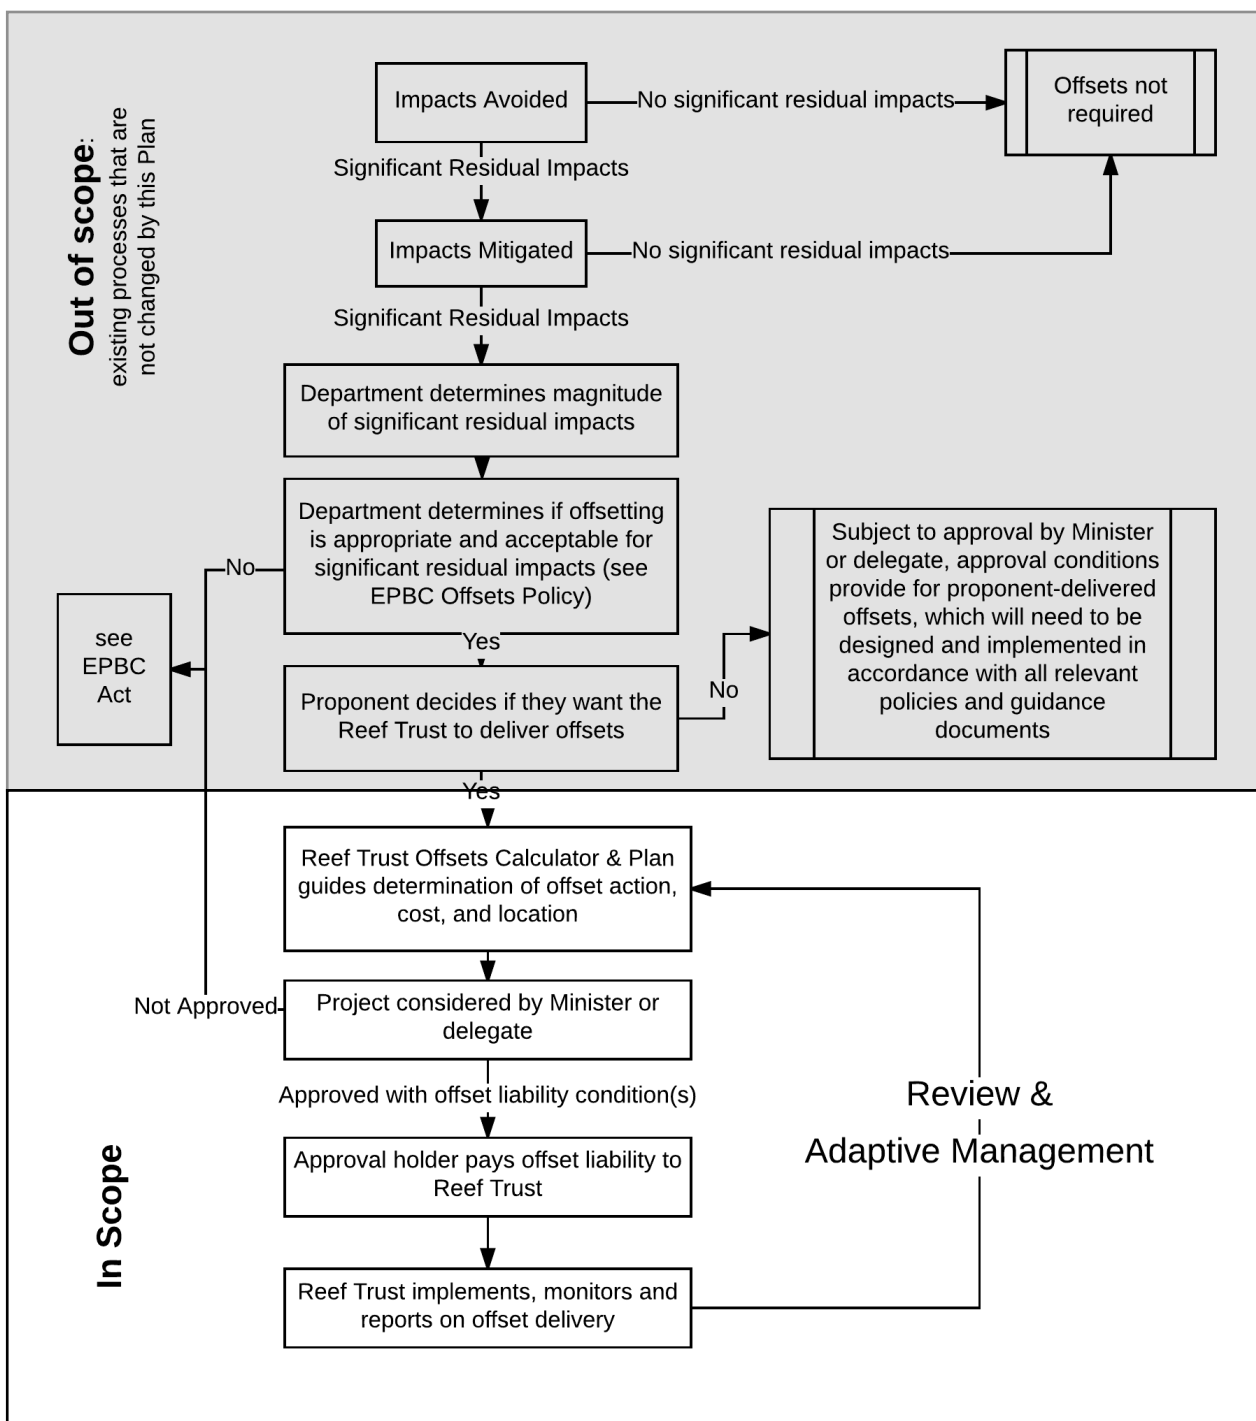 Out of scope:
existing processes that are
not changed by this Plan
Impacts Avoided
No significant residual impacts
Offsets not
required
Significant Residual Impacts
Impacts Mitigated
No significant residual impacts
Significant Residual Impacts
Department determines magnitude
of significant residual impacts
Department determines if offsetting
is appropriate and acceptable for
significant residual impacts (see
EPBC Offsets Policy)
No
see
EPBC
Act
Yes
Proponent decides if they want the
Reef Trust to deliver offsets
No
Subject to approval by Minister
or delegate, approval conditions
provide for proponent-delivered
offsets, which will need to be
designed and implemented in
accordance with all relevant
policies and guidance
documents
Yes
In Scope
Reef Trust Offsets Calculator & Plan
guides determination of offset action,
cost, and location
Project considered by Minister or
delegate
Not Approved
Approved with offset liability condition(s)
Approval holder pays offset liability to
Reef Trust
Reef Trust implements, monitors and
reports on offset delivery
Review &
Adaptive Management